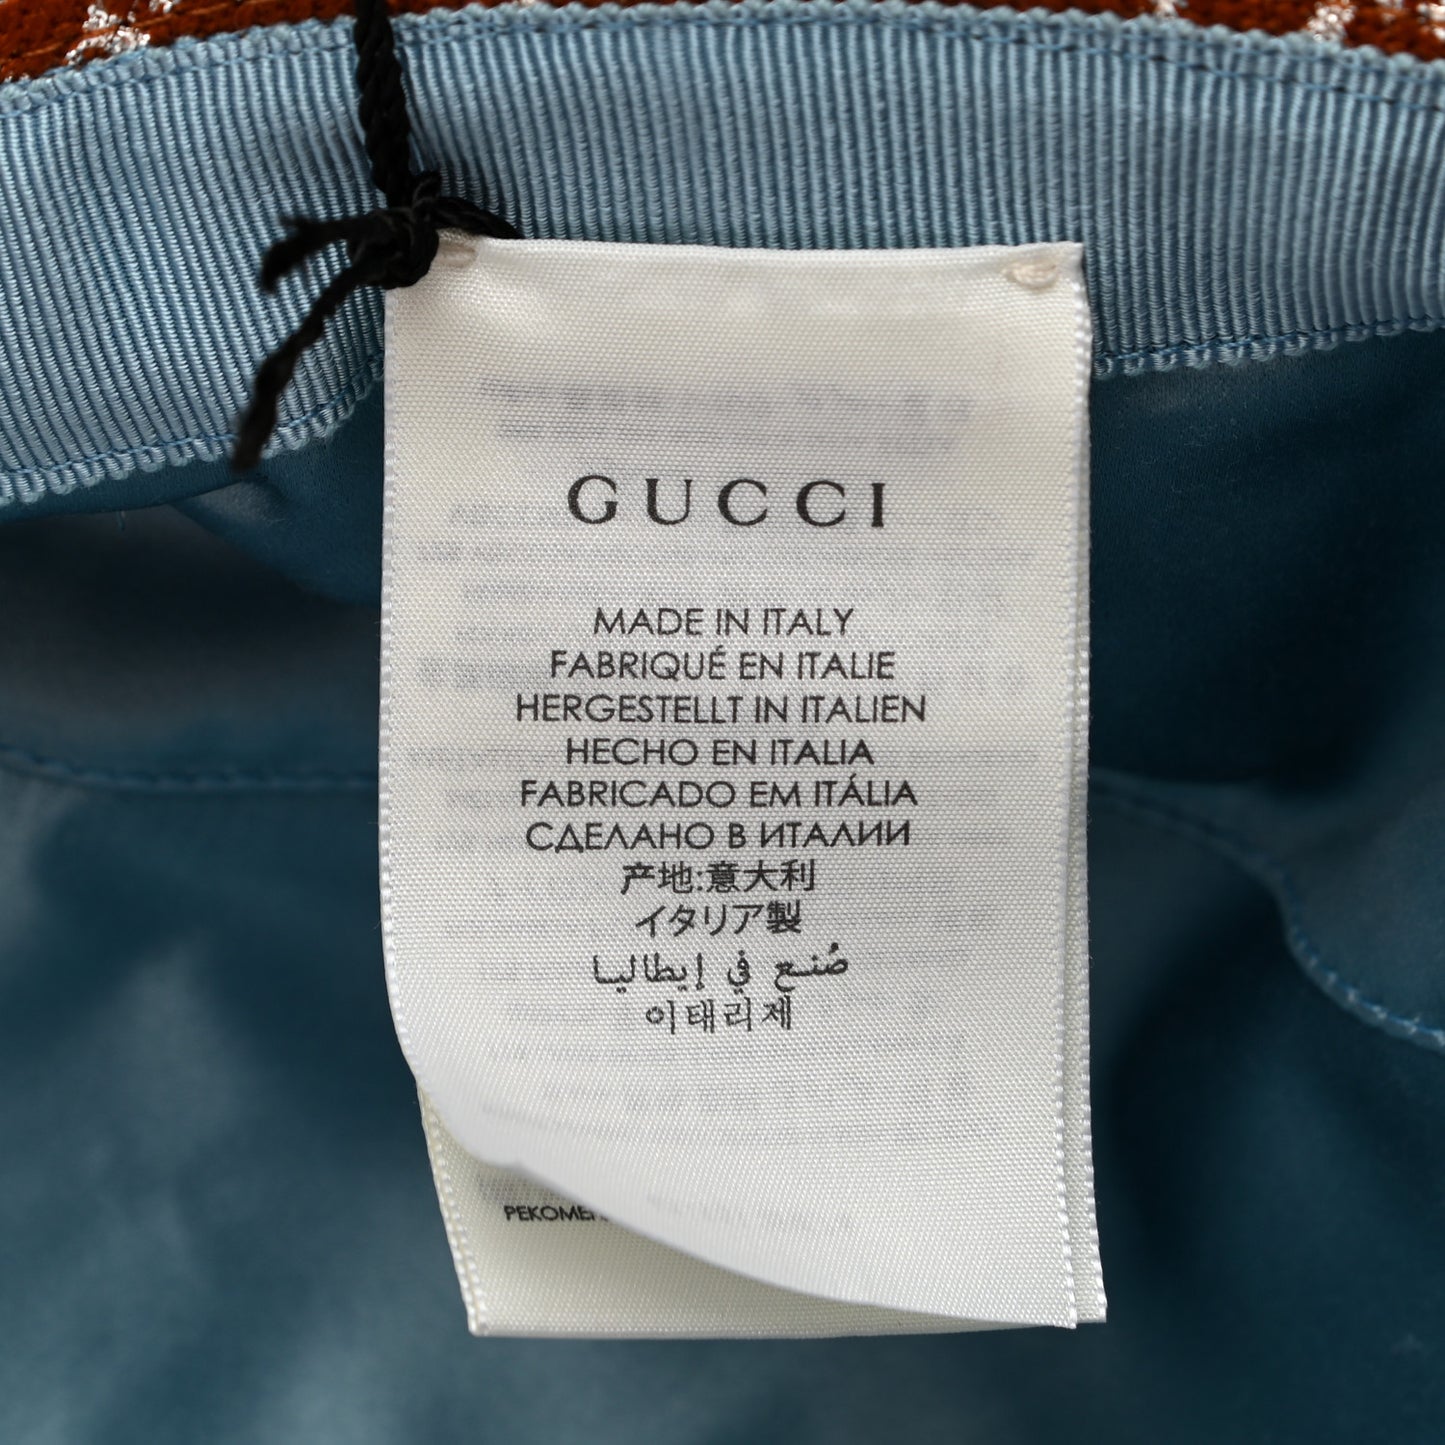 GUCCI
MADE IN ITALY
FABRIQUÉ EN ITALIE
HERGESTELLT IN ITALIEN
HECHO EN ITALIA
FABRICADO EM ITÁLIA
СДЕЛАНО В ИТАЛИИ
产地:意大利
イタリア製
صُنع في إيطاليا
이태리제